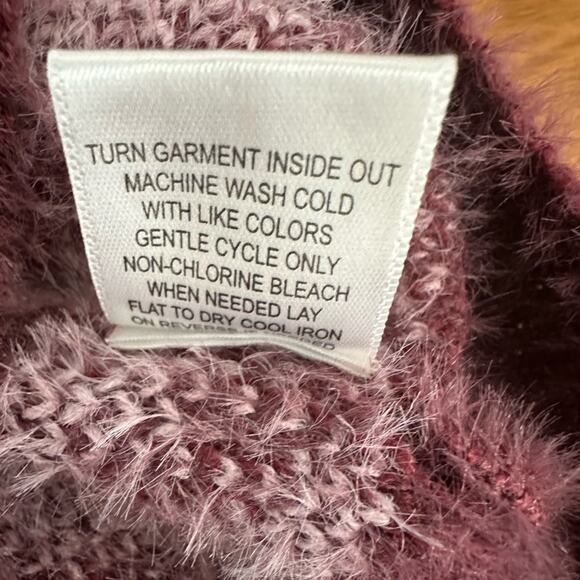 TURN GARMENT INSIDE OUT
MACHINE WASH COLD
WITH LIKE COLORS
GENTLE CYCLE ONLY
NON-CHLORINE BLEACH
WHEN NEEDED LAY
FLAT TO DRY COOL IRON
ON REVERSE